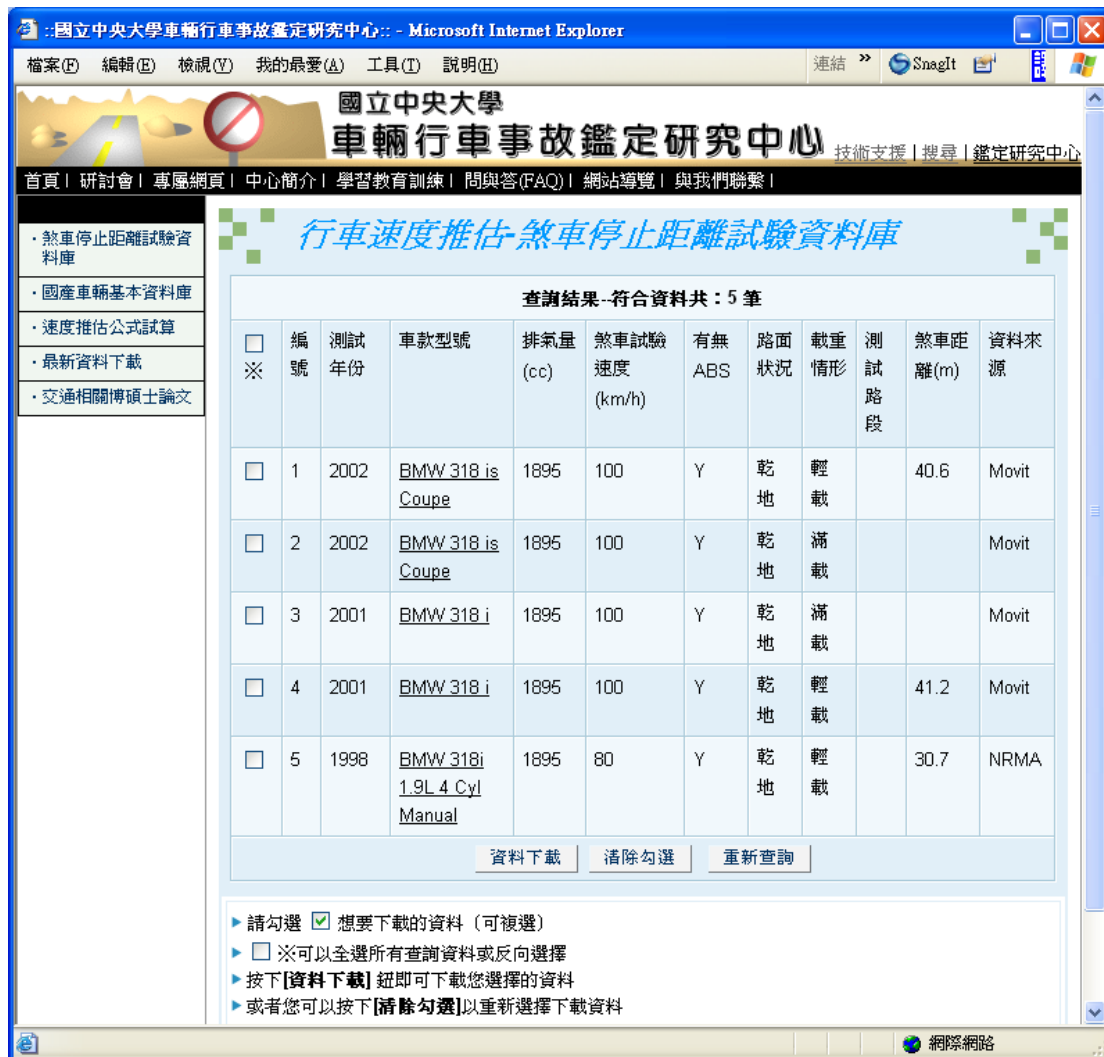 ::國立中央大學車輛行車事故鑑定研究中心:: - Microsoft Internet Explorer
檔案(F) 編輯(E) 檢視(V) 我的最愛(A) 工具(T) 說明(H) 連結 » SnagIt
國立中央大學
車輛行車事故鑑定研究中心
技術支援 | 搜尋 | 鑑定研究中心
首頁 | 研討會 | 專屬網頁 | 中心簡介 | 學習教育訓練 | 問與答(FAQ) | 網站導覽 | 與我們聯繫 |
・煞車停止距離試驗資
料庫
・國產車輛基本資料庫
・速度推估公式試算
・最新資料下載
・交通相關博碩士論文
行車速度推估-煞車停止距離試驗資料庫
查詢結果--符合資料共：5 筆
※ 編號 測試年份 車款型號 排氣量(cc) 煞車試驗速度(km/h) 有無ABS 路面狀況 載重情形 測試路段 煞車距離(m) 資料來源
1 2002 BMW 318 is Coupe 1895 100 Y 乾地 輕載 40.6 Movit
2 2002 BMW 318 is Coupe 1895 100 Y 乾地 滿載 Movit
3 2001 BMW 318 i 1895 100 Y 乾地 滿載 Movit
4 2001 BMW 318 i 1895 100 Y 乾地 輕載 41.2 Movit
5 1998 BMW 318i 1.9L 4 Cyl Manual 1895 80 Y 乾地 輕載 30.7 NRMA
資料下載 清除勾選 重新查詢
請勾選 想要下載的資料（可複選）
※可以全選所有查詢資料或反向選擇
按下[資料下載] 鈕即可下載您選擇的資料
或者您可以按下[清除勾選]以重新選擇下載資料
網際網路